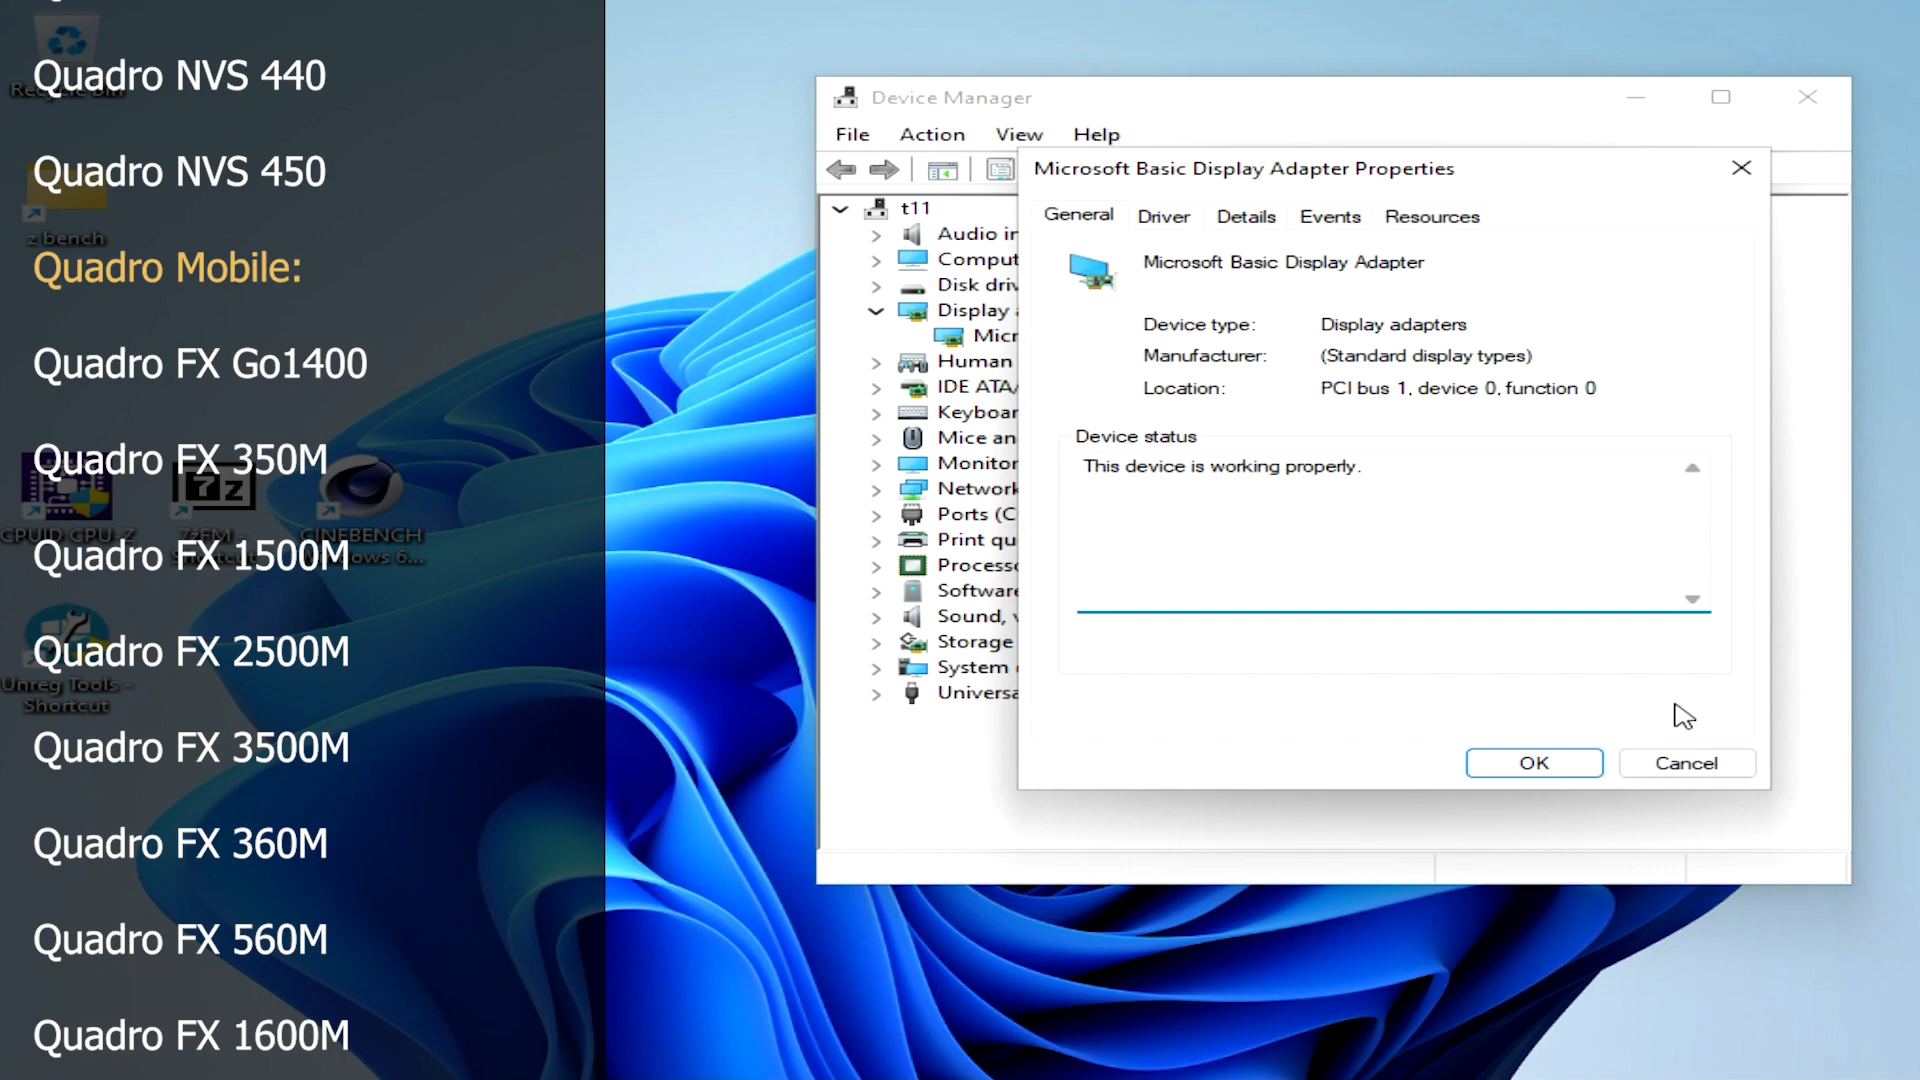 Quadro NVS 440
Quadro NVS 450
Quadro Mobile:
Quadro FX Go1400
Quadro FX 350M
Quadro FX 1500M
Quadro FX 2500M
Quadro FX 3500M
Quadro FX 360M
Quadro FX 560M
Quadro FX 1600M
z bench
CPUID CPU-Z
CINEBENCH
Unreg Tools -
Shortcut
Device Manager
File Action View Help
t11
Audio in
Comput
Disk driv
Display
Micr
Human
IDE ATA/
Keyboar
Mice an
Monitor
Network
Ports (C
Print qu
Process
Software
Sound,
Storage
System
Universa
Microsoft Basic Display Adapter Properties
General Driver Details Events Resources
Microsoft Basic Display Adapter
Device type: Display adapters
Manufacturer: (Standard display types)
Location: PCI bus 1, device 0, function 0
Device status
This device is working properly.
OK Cancel